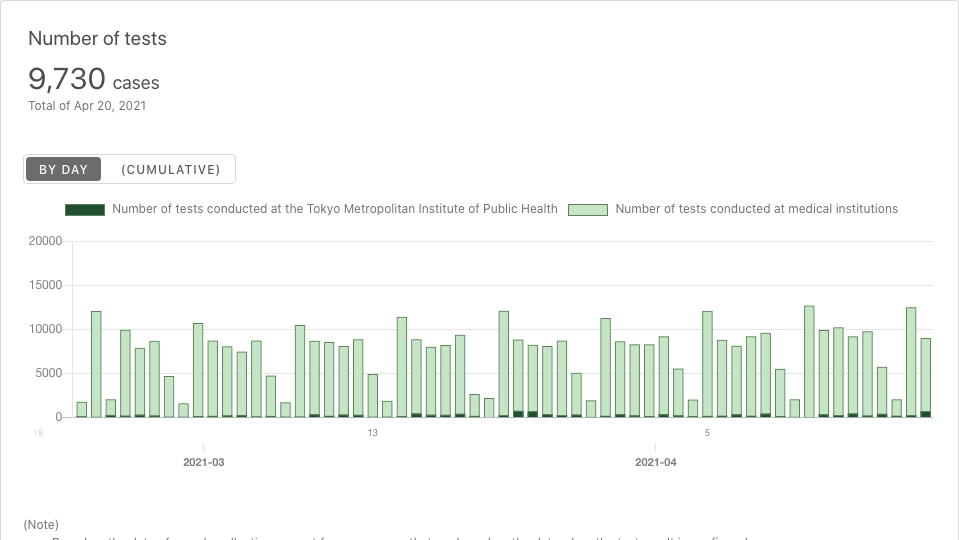 Number of tests
9,730 cases
Total of Apr 20, 2021
BY DAY (CUMULATIVE)
Number of tests conducted at the Tokyo Metropolitan Institute of Public Health Number of tests conducted at medical institutions
20000
15000
10000
5000
0
18 13 5
2021-03 2021-04
(Note)